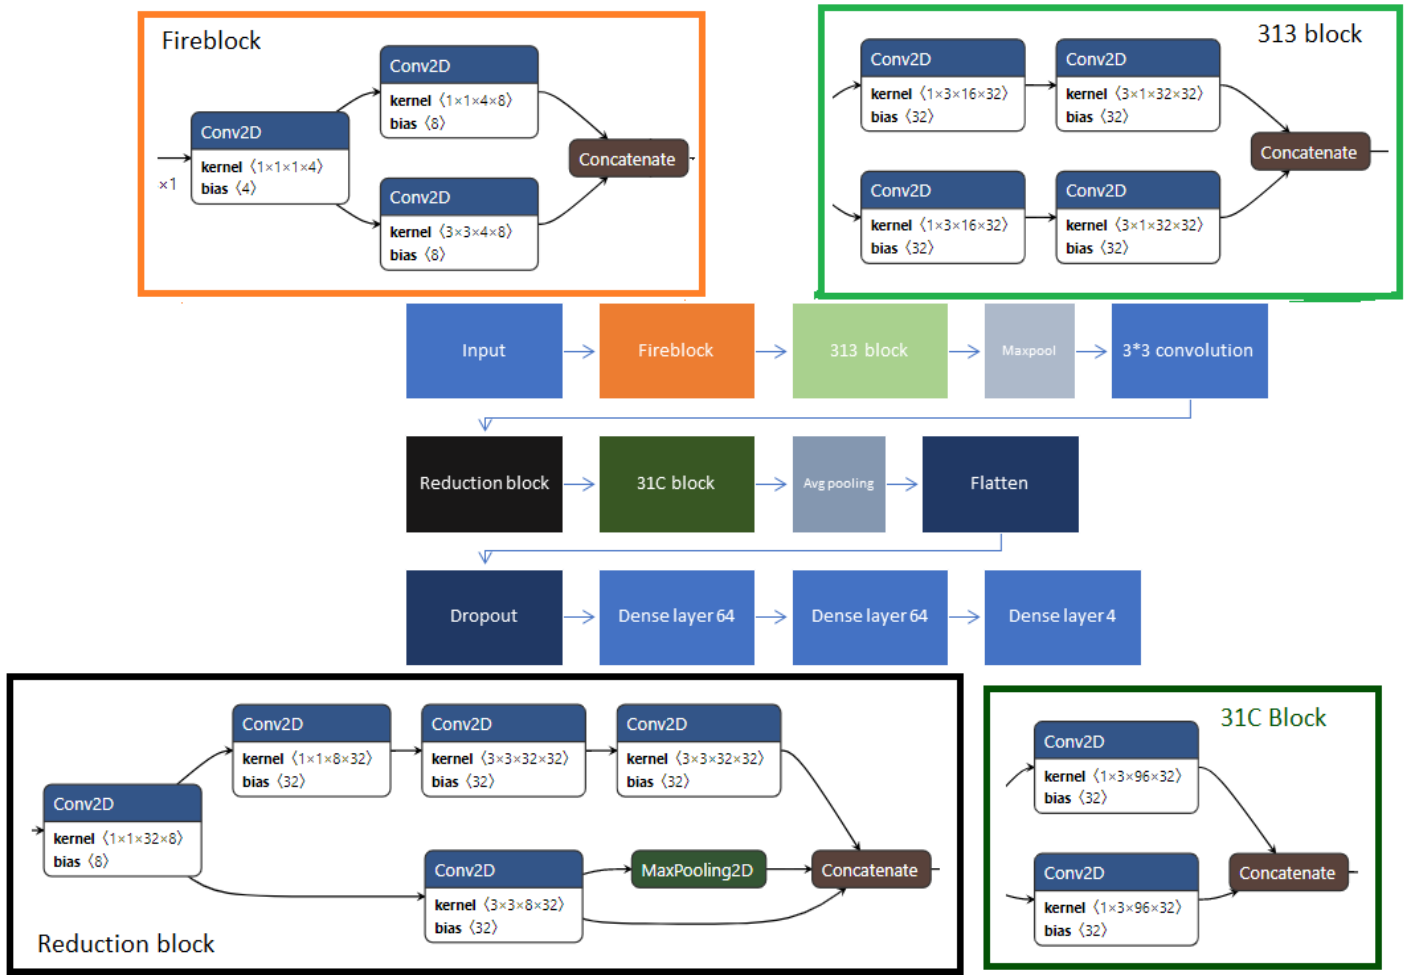 Fireblock
Conv2D
kernel ⟨1×1×1×4⟩
bias ⟨4⟩
×1
Conv2D
kernel ⟨1×1×4×8⟩
bias ⟨8⟩
Conv2D
kernel ⟨3×3×4×8⟩
bias ⟨8⟩
Concatenate
313 block
Conv2D
kernel ⟨1×3×16×32⟩
bias ⟨32⟩
Conv2D
kernel ⟨3×1×32×32⟩
bias ⟨32⟩
Conv2D
kernel ⟨1×3×16×32⟩
bias ⟨32⟩
Conv2D
kernel ⟨3×1×32×32⟩
bias ⟨32⟩
Concatenate
Input
Fireblock
313 block
Maxpool
3*3 convolution
Reduction block
31C block
Avg pooling
Flatten
Dropout
Dense layer 64
Dense layer 64
Dense layer 4
Conv2D
kernel ⟨1×1×32×8⟩
bias ⟨8⟩
Conv2D
kernel ⟨1×1×8×32⟩
bias ⟨32⟩
Conv2D
kernel ⟨3×3×32×32⟩
bias ⟨32⟩
Conv2D
kernel ⟨3×3×32×32⟩
bias ⟨32⟩
Conv2D
kernel ⟨3×3×8×32⟩
bias ⟨32⟩
MaxPooling2D
Concatenate
Reduction block
31C Block
Conv2D
kernel ⟨1×3×96×32⟩
bias ⟨32⟩
Conv2D
kernel ⟨1×3×96×32⟩
bias ⟨32⟩
Concatenate